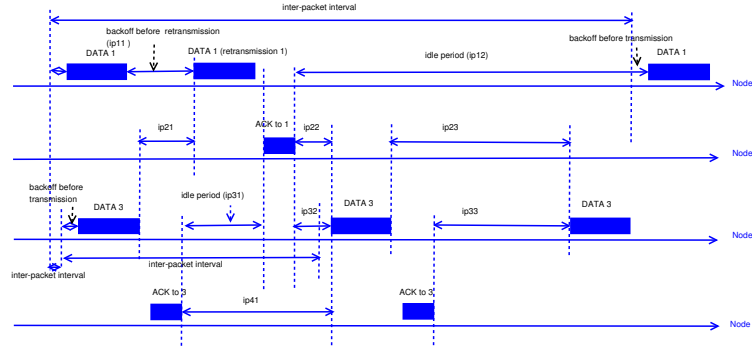 inter-packet interval
backoff before retransmission
(ip11 )
DATA 1
DATA 1 (retransmission 1)
idle period (ip12)
backoff before transmission
DATA 1
Node
ip21
ACK to 1
ip22
ip23
Node
backoff before
transmission
DATA 3
idle period (ip31)
ip32
DATA 3
ip33
DATA 3
Node
inter-packet interval
inter-packet interval
ACK to 3
ip41
ACK to 3
Node